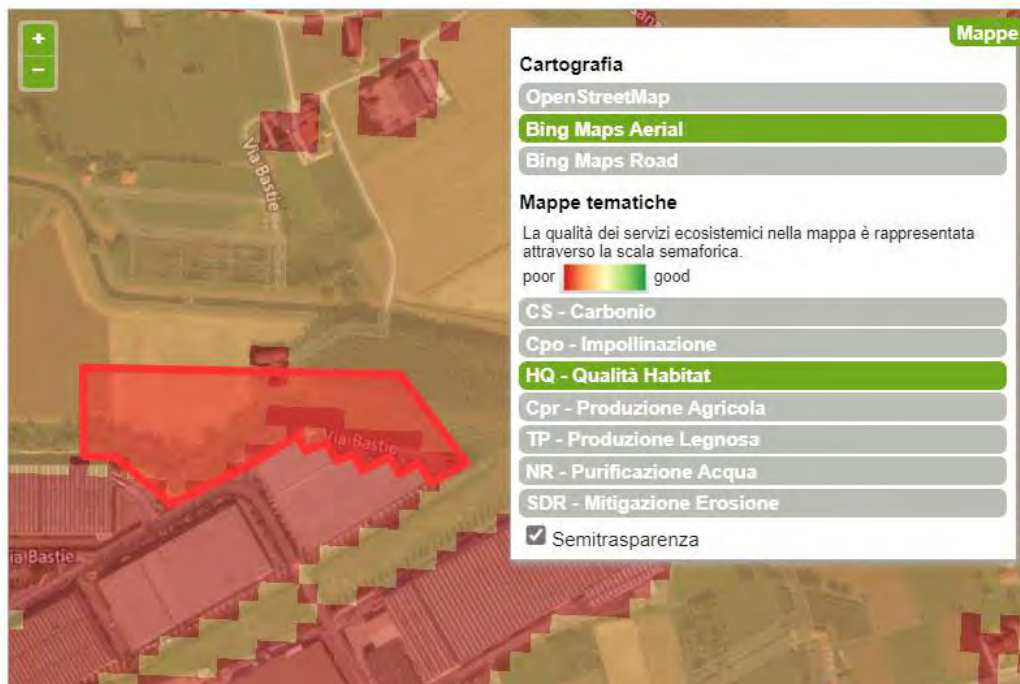 +
−
Mappe
Cartografia
OpenStreetMap
Bing Maps Aerial
Bing Maps Road
Mappe tematiche
La qualità dei servizi ecosistemici nella mappa è rappresentata
attraverso la scala semaforica.
poor good
CS - Carbonio
Cpo - Impollinazione
HQ - Qualità Habitat
Cpr - Produzione Agricola
TP - Produzione Legnosa
NR - Purificazione Acqua
SDR - Mitigazione Erosione
Semitrasparenza
Via Bastie
Via Bastie
ia Bastie